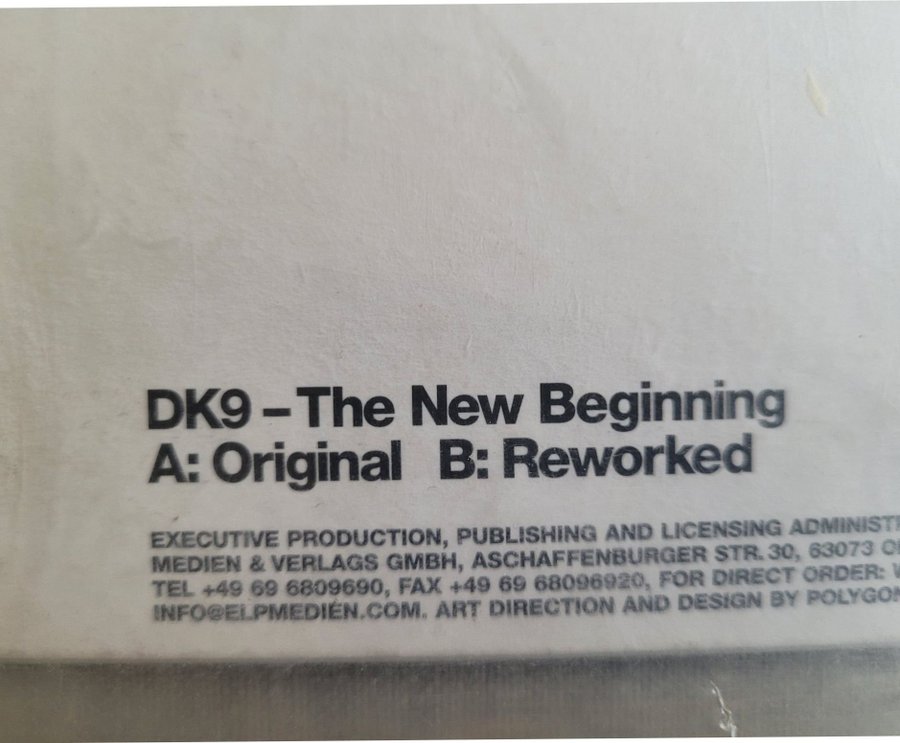 DK9 – The New Beginning
A: Original B: Reworked
EXECUTIVE PRODUCTION, PUBLISHING AND LICENSING
MEDIEN & VERLAGS GMBH, ASCHAFFENBURGER STR. 30, 63073
TEL +49 69 6809690, FAX +49 69 68096920, FOR DIRECT ORDER:
INFO@ELPMEDIEN.COM. ART DIRECTION AND DESIGN BY